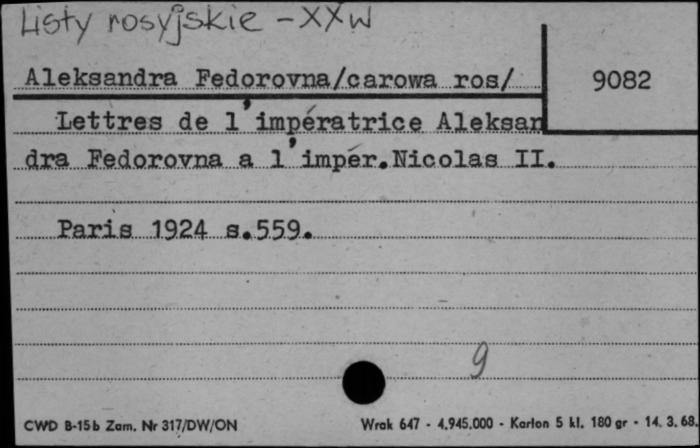 Listy rosyjskie - XXw
Aleksandra Fedorovna/carowa ros/
9082
Lettres de l'impératrice Aleksan
dra Fedorovna a l'impér.Nicolas II.
Paris 1924 s.559.
9
CWD B-15b Zam. Nr 317/DW/ON
Wrak 647 - 4.945.000 - Karton 5 kl. 180 gr - 14. 3. 68.